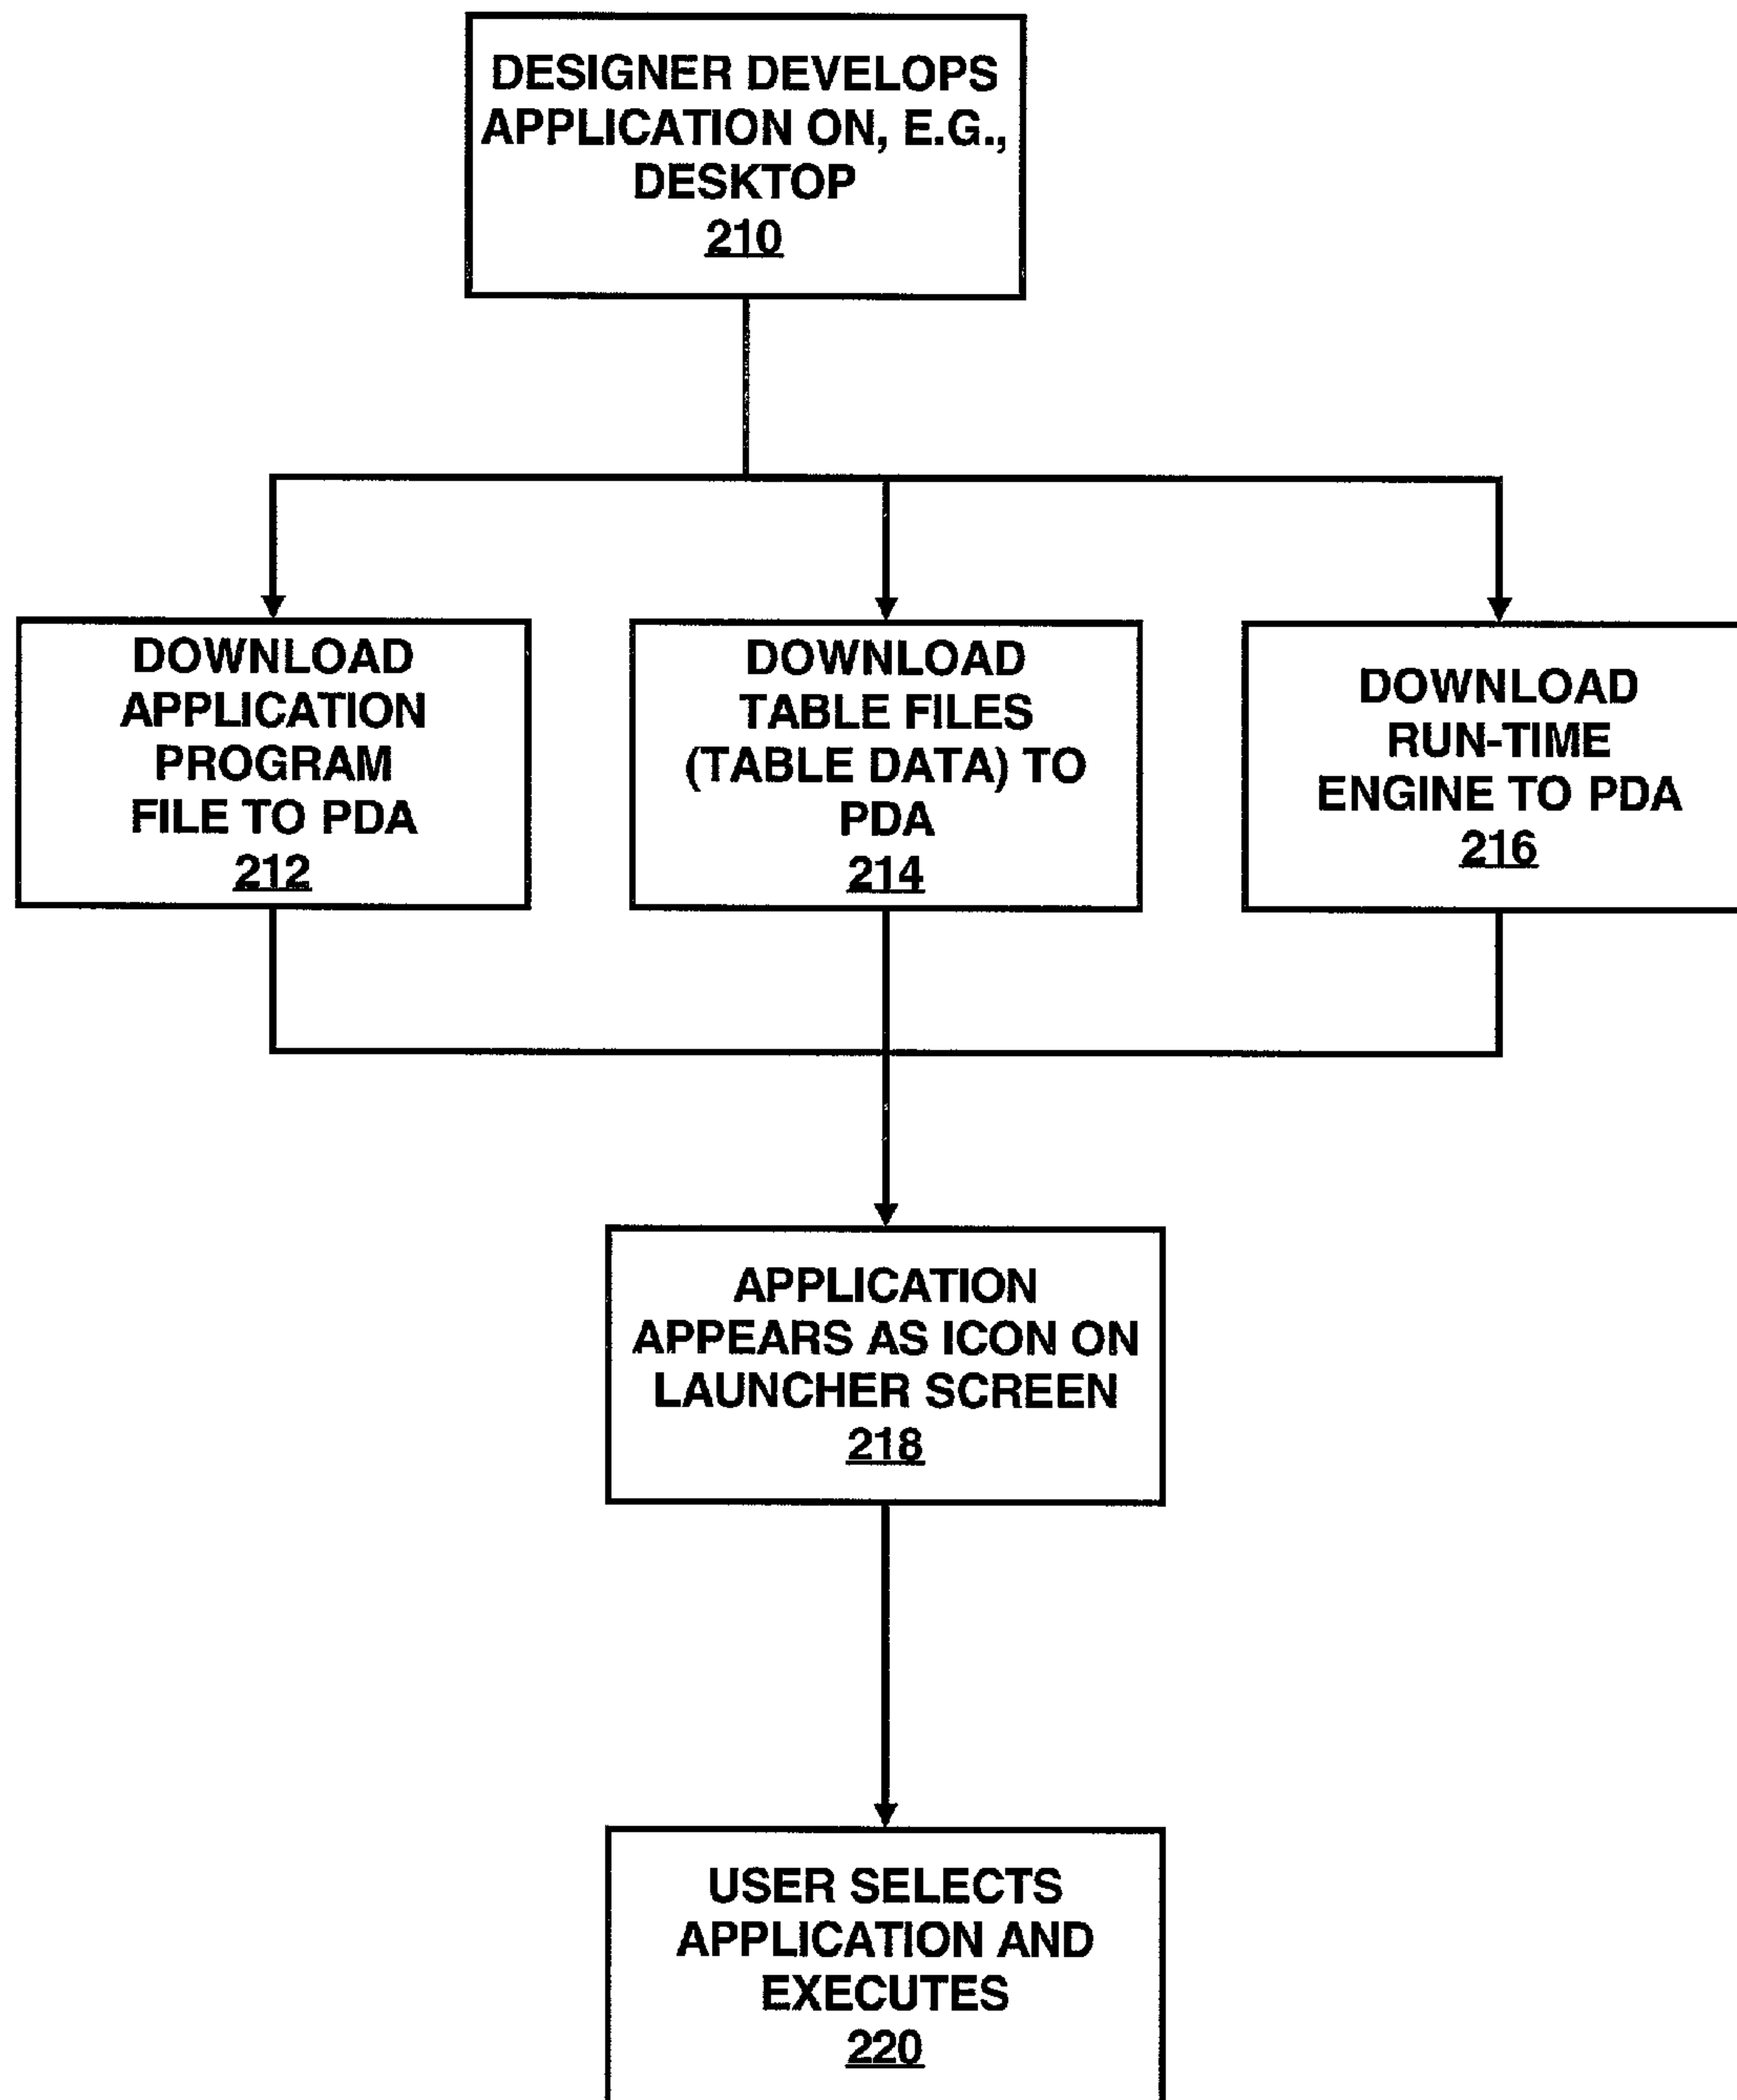 DESIGNER DEVELOPS
APPLICATION ON, E.G.,
DESKTOP
210
DOWNLOAD
APPLICATION
PROGRAM
FILE TO PDA
212
DOWNLOAD
TABLE FILES
(TABLE DATA) TO
PDA
214
DOWNLOAD
RUN-TIME
ENGINE TO PDA
216
APPLICATION
APPEARS AS ICON ON
LAUNCHER SCREEN
218
USER SELECTS
APPLICATION AND
EXECUTES
220